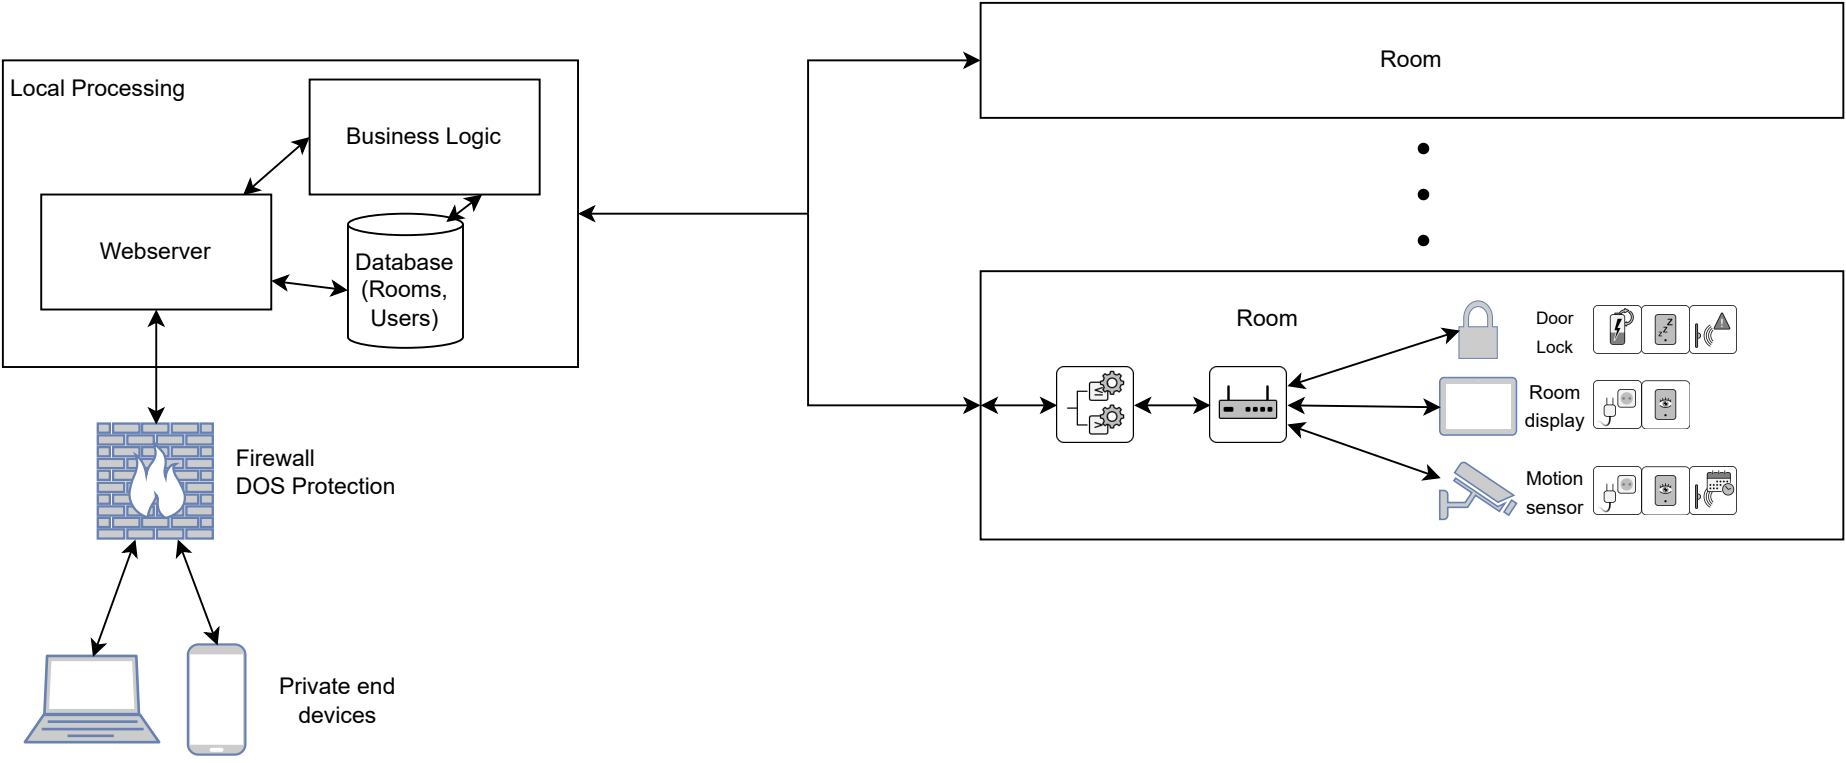 Local Processing
Business Logic
Webserver
Database
(Rooms,
Users)
Firewall
DOS Protection
Private end
devices
Room
Room
Door
Lock
Room
display
Motion
sensor